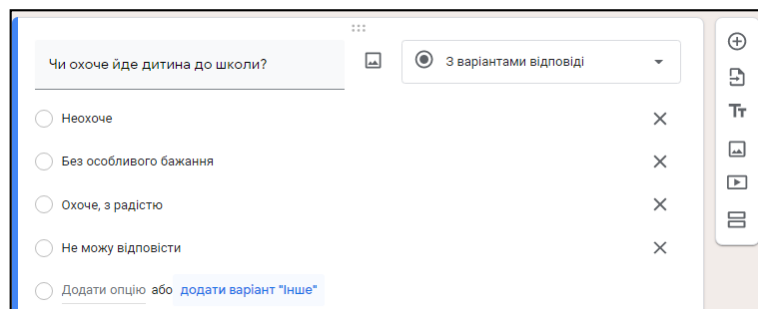 Чи охоче йде дитина до школи?
З варіантами відповіді
Неохоче
Без особливого бажання
Охоче, з радістю
Не можу відповісти
Додати опцію або додати варіант "Інше"
Тт